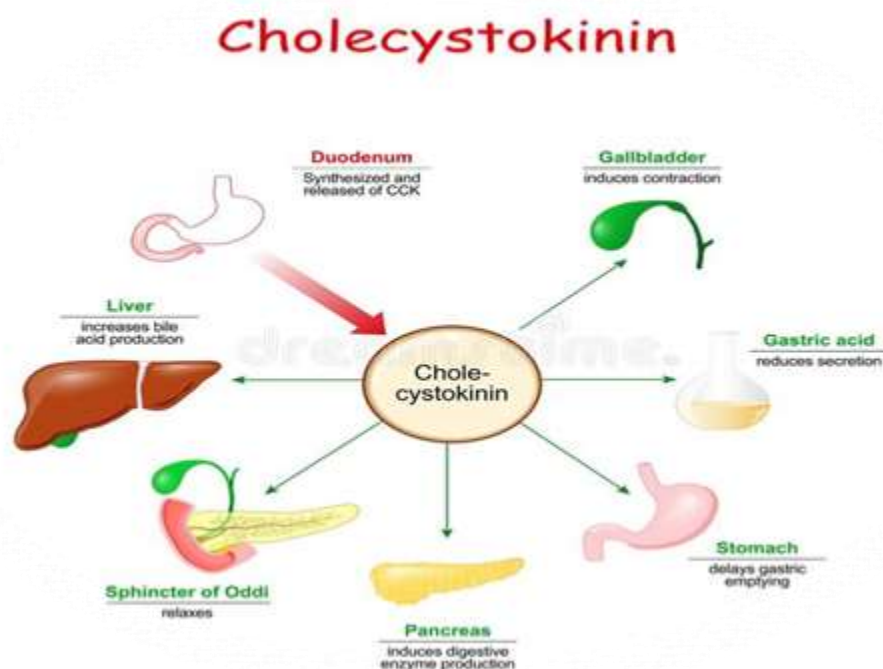 Cholecystokinin
Duodenum
Synthesized and
released of CCK
Gallbladder
induces contraction
Liver
increases bile
acid production
Gastric acid
reduces secretion
dreamstime.
Chole-
cystokinin
Stomach
delays gastric
emptying
Sphincter of Oddi
relaxes
Pancreas
induces digestive
enzyme production